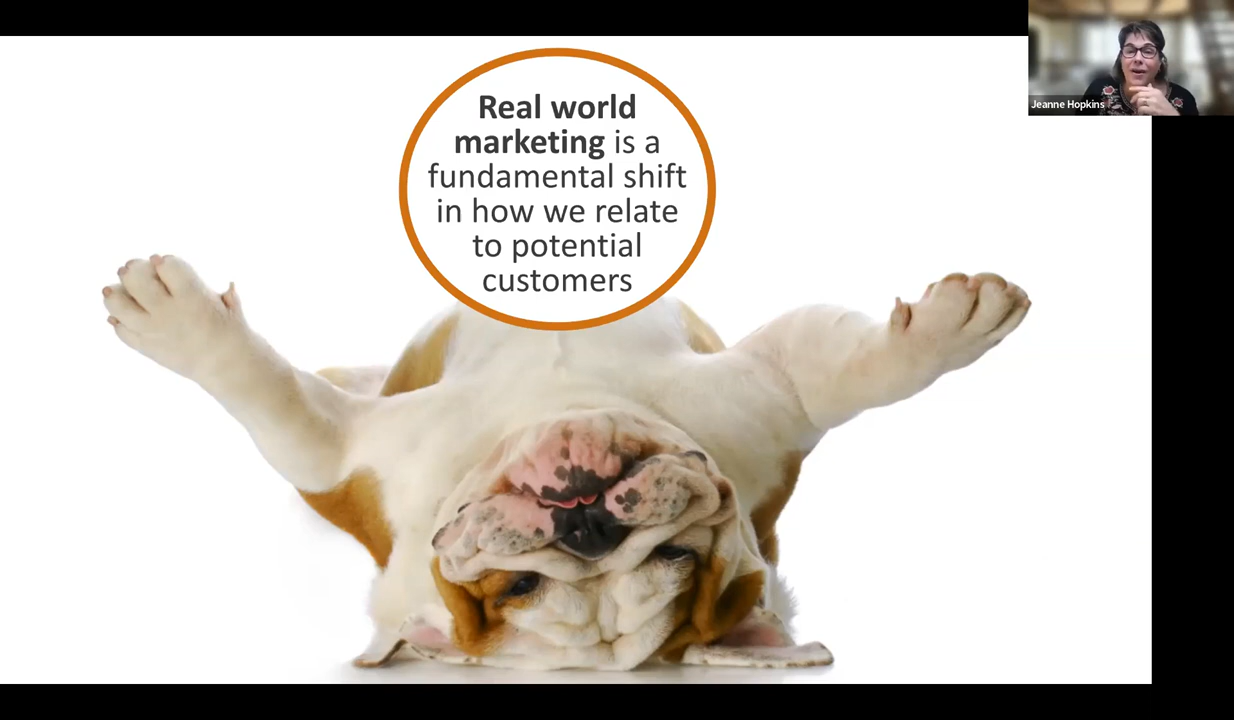 Real world
marketing is a
fundamental shift
in how we relate
to potential
customers
Jeanne Hopkins